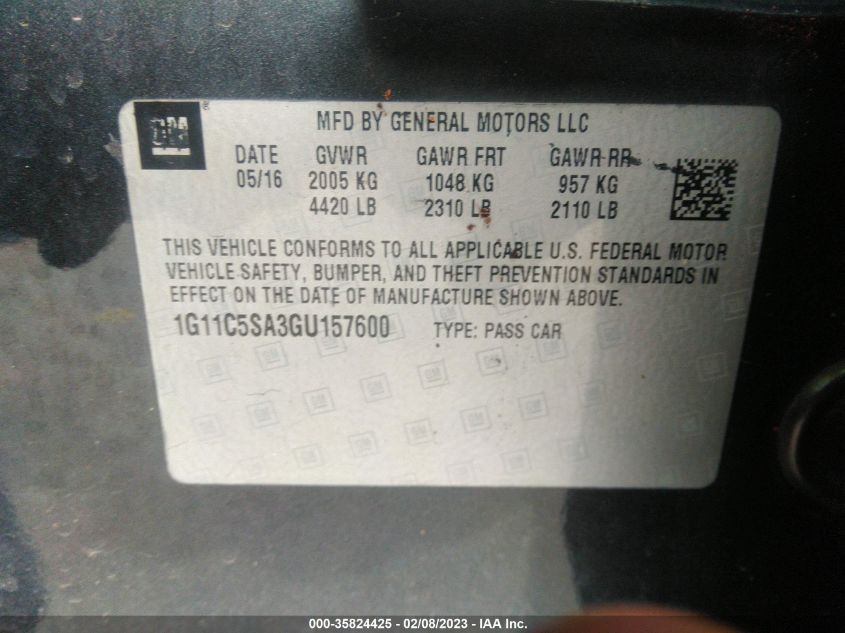 GM
MFD BY GENERAL MOTORS LLC
DATE GVWR GAWR FRT GAWR RR
05/16 2005 KG 1048 KG 957 KG
4420 LB 2310 LB 2110 LB
THIS VEHICLE CONFORMS TO ALL APPLICABLE U.S. FEDERAL MOTOR
VEHICLE SAFETY, BUMPER, AND THEFT PREVENTION STANDARDS IN
EFFECT ON THE DATE OF MANUFACTURE SHOWN ABOVE.
1G11C5SA3GU157600 TYPE: PASS CAR
000-35824425 - 02/08/2023 - IAA Inc.